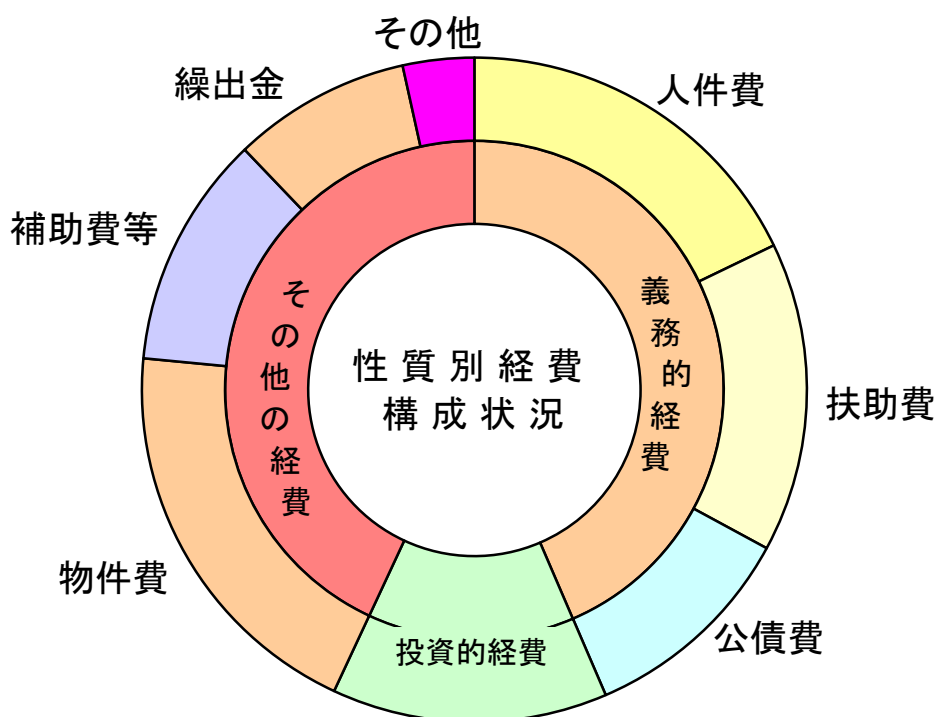 その他
繰出金
人件費
補助費等
その他の経費
義務的経費
性質別経費
構成状況
扶助費
物件費
公債費
投資的経費